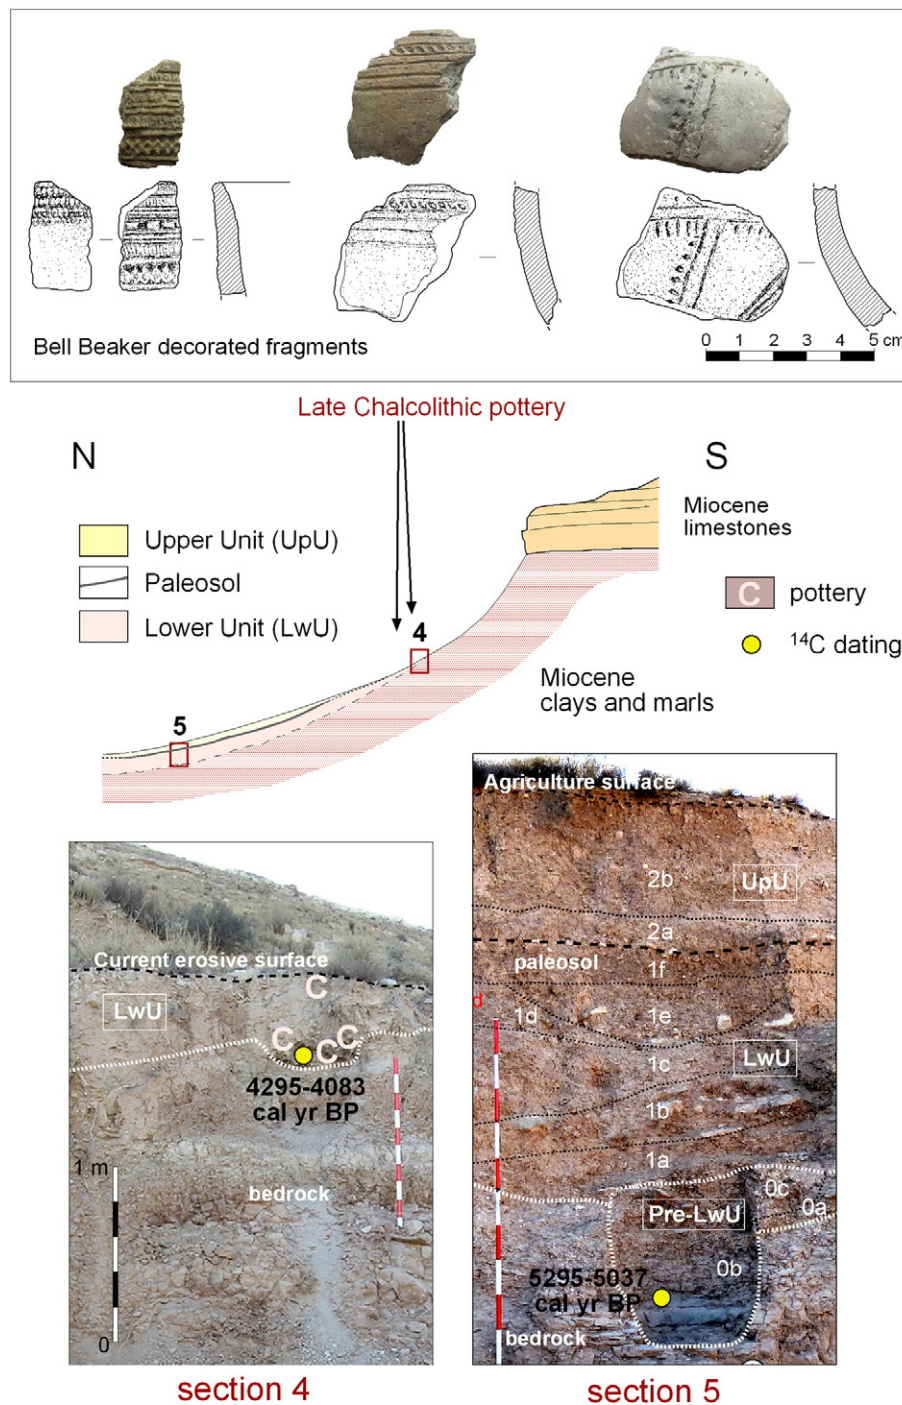 Bell Beaker decorated fragments
0 1 2 3 4 5 cm
Late Chalcolithic pottery
N
S
Miocene
limestones
Upper Unit (UpU)
Paleosol
Lower Unit (LwU)
C pottery
¹⁴C dating
4
5
Miocene
clays and marls
Current erosive surface
LwU
C
C
C
C
4295-4083
cal yr BP
1 m
bedrock
0
section 4
Agriculture surface
2b
UpU
2a
paleosol
1f
d
1d
1e
1c
LwU
1b
1a
0c
0a
Pre-LwU
0b
5295-5037
cal yr BP
bedrock
section 5